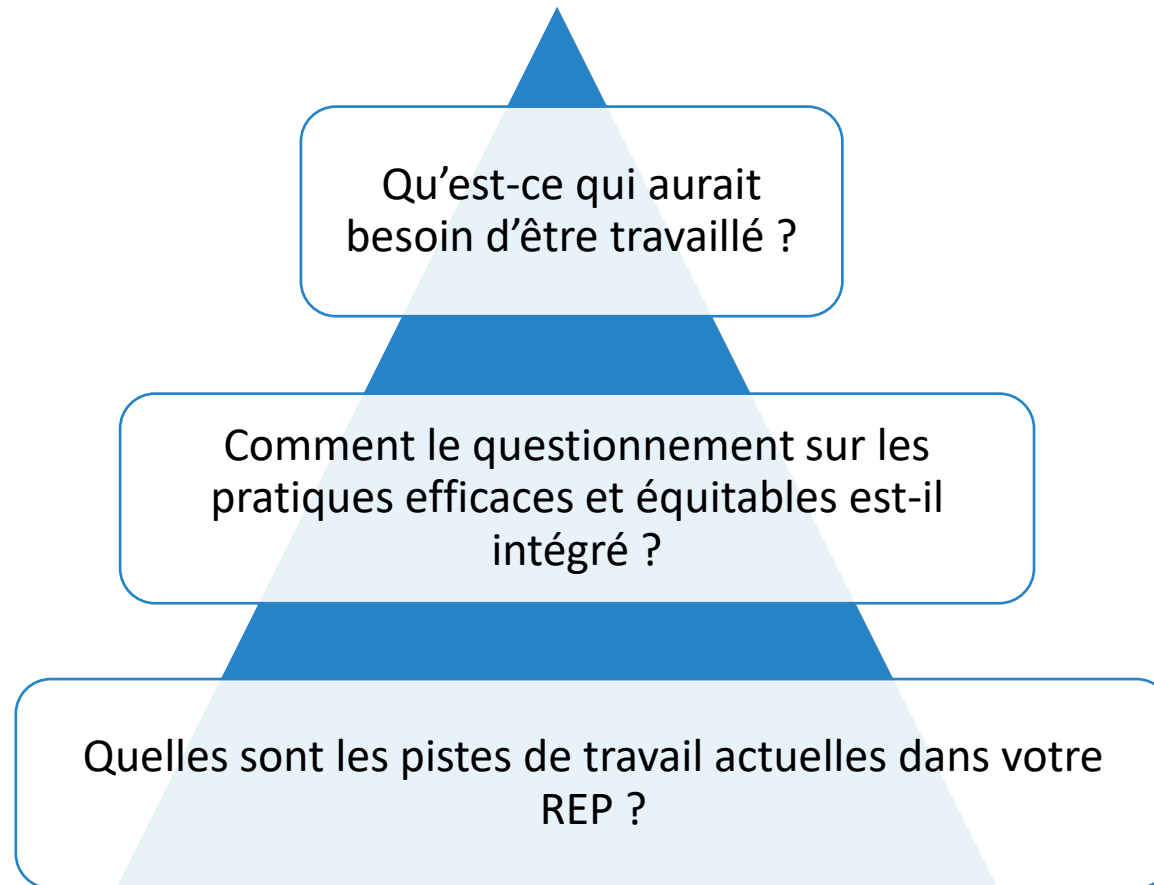 Qu’est-ce qui aurait
besoin d’être travaillé ?
Comment le questionnement sur les
pratiques efficaces et équitables est-il
intégré ?
Quelles sont les pistes de travail actuelles dans votre
REP ?